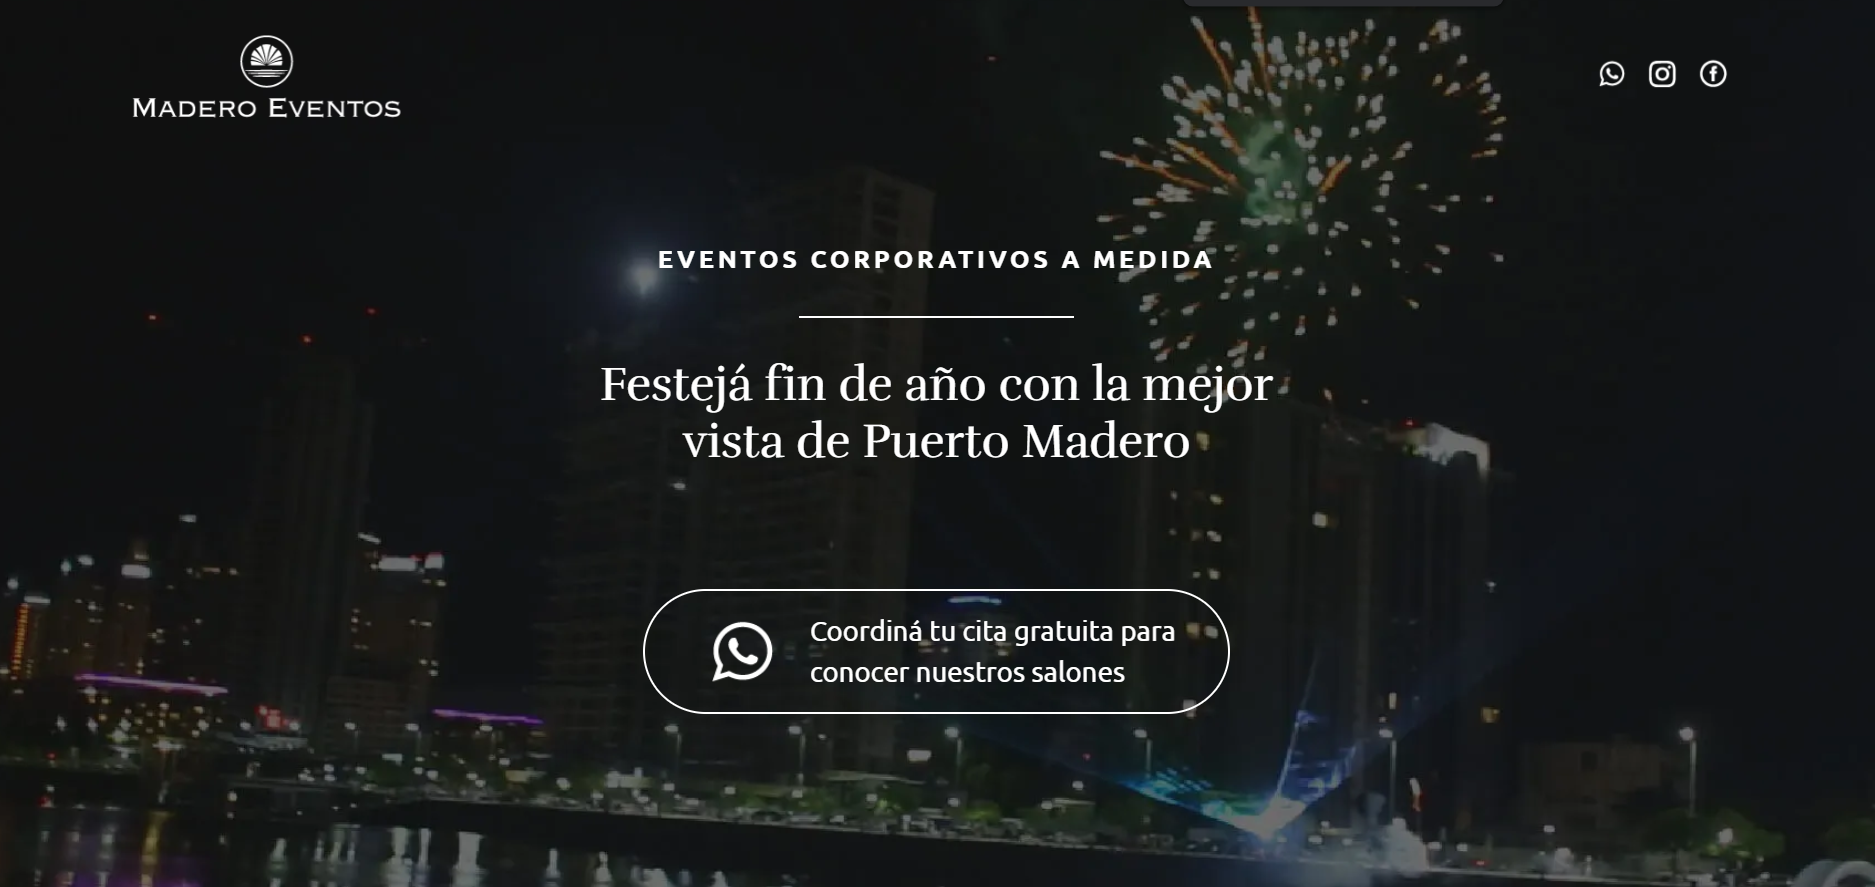 MADERO EVENTOS
EVENTOS CORPORATIVOS A MEDIDA
Festejá fin de año con la mejor
vista de Puerto Madero
Coordiná tu cita gratuita para
conocer nuestros salones